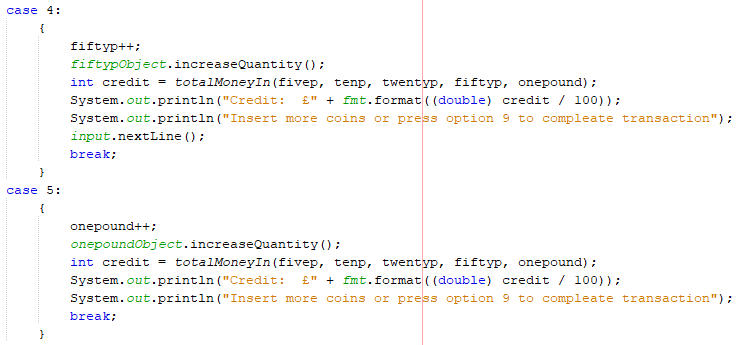 case 4:
{
fiftyp++;
fiftypObject.increaseQuantity();
int credit = totalMoneyIn(fivep, tenp, twentyp, fiftyp, onepound);
System.out.println("Credit:  £" + fmt.format((double) credit / 100));
System.out.println("Insert more coins or press option 9 to compleate transaction");
input.nextLine();
break;
}
case 5:
{
onepound++;
onepoundObject.increaseQuantity();
int credit = totalMoneyIn(fivep, tenp, twentyp, fiftyp, onepound);
System.out.println("Credit:  £" + fmt.format((double) credit / 100));
System.out.println("Insert more coins or press option 9 to compleate transaction");
break;
}